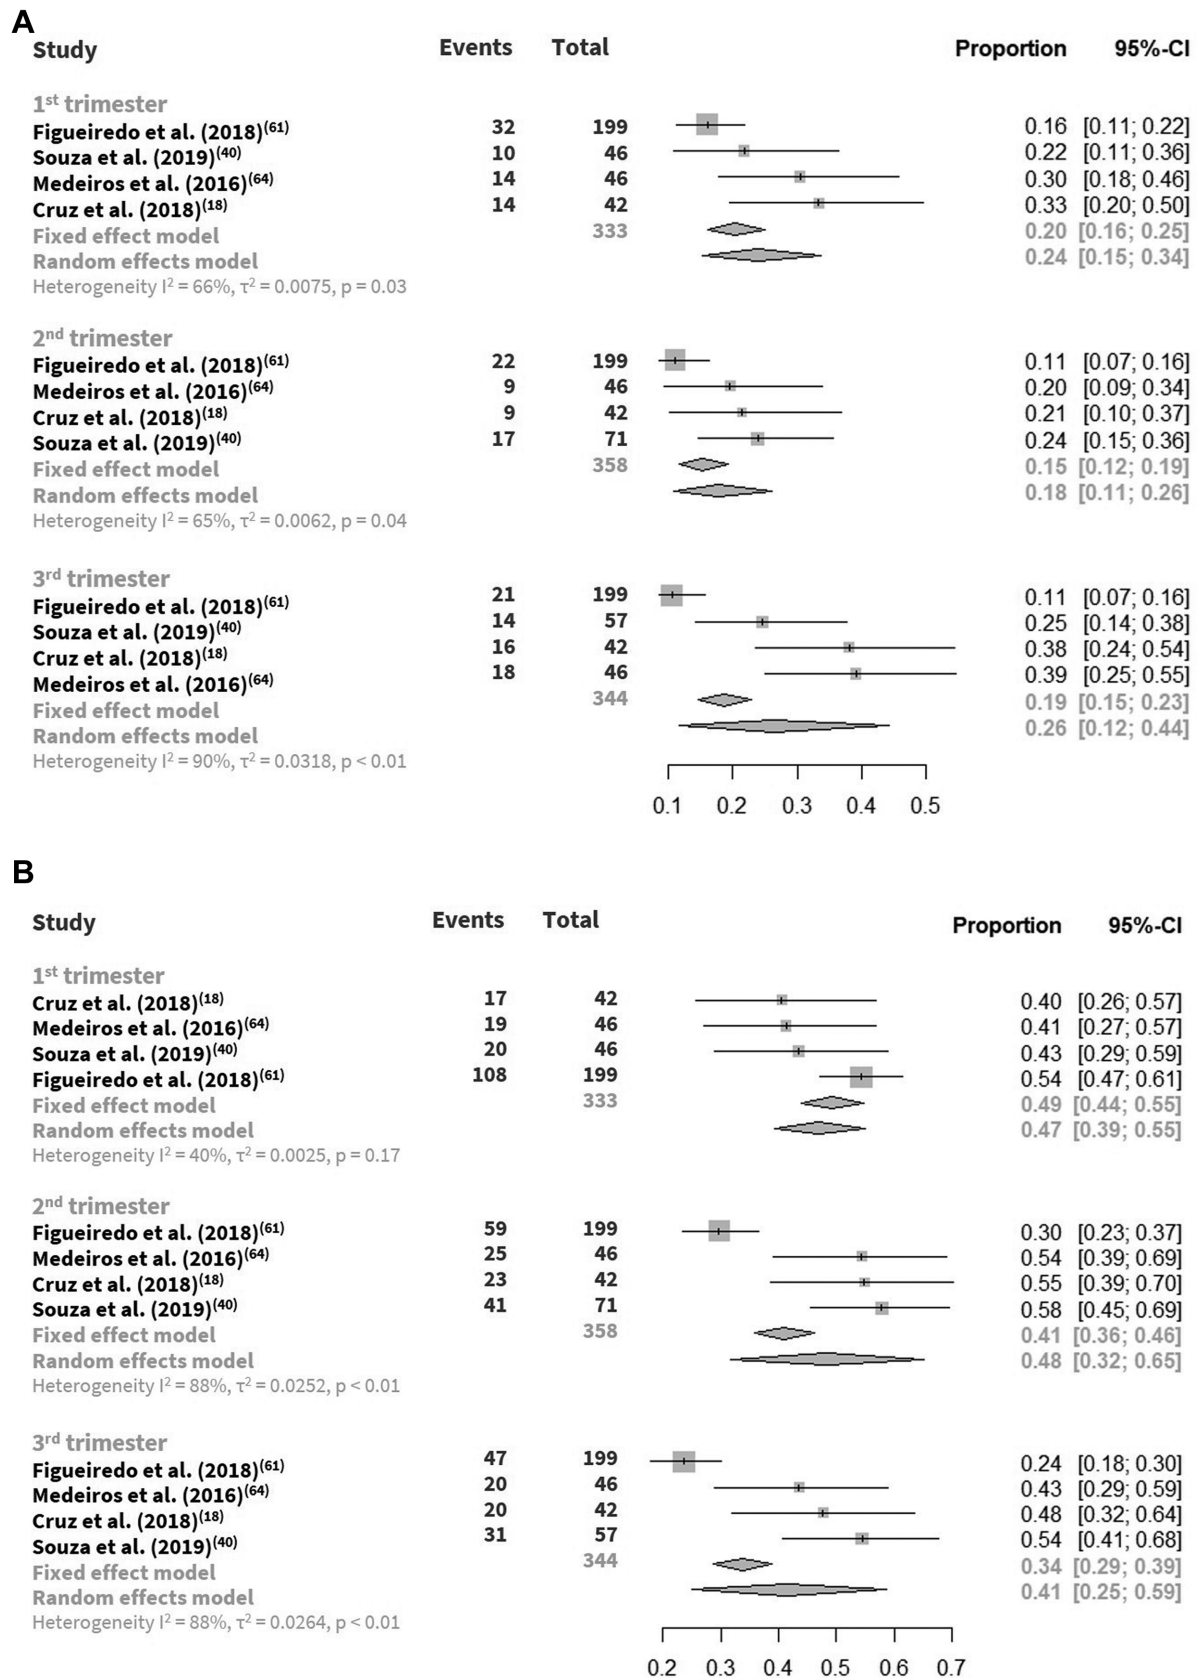 A
Study Events Total Proportion 95%-CI
1st trimester
Figueiredo et al. (2018)(61) 32 199 0.16 [0.11; 0.22]
Souza et al. (2019)(40) 10 46 0.22 [0.11; 0.36]
Medeiros et al. (2016)(64) 14 46 0.30 [0.18; 0.46]
Cruz et al. (2018)(18) 14 42 0.33 [0.20; 0.50]
Fixed effect model 333 0.20 [0.16; 0.25]
Random effects model 0.24 [0.15; 0.34]
Heterogeneity I² = 66%, τ² = 0.0075, p = 0.03
2nd trimester
Figueiredo et al. (2018)(61) 22 199 0.11 [0.07; 0.16]
Medeiros et al. (2016)(64) 9 46 0.20 [0.09; 0.34]
Cruz et al. (2018)(18) 9 42 0.21 [0.10; 0.37]
Souza et al. (2019)(40) 17 71 0.24 [0.15; 0.36]
Fixed effect model 358 0.15 [0.12; 0.19]
Random effects model 0.18 [0.11; 0.26]
Heterogeneity I² = 65%, τ² = 0.0062, p = 0.04
3rd trimester
Figueiredo et al. (2018)(61) 21 199 0.11 [0.07; 0.16]
Souza et al. (2019)(40) 14 57 0.25 [0.14; 0.38]
Cruz et al. (2018)(18) 16 42 0.38 [0.24; 0.54]
Medeiros et al. (2016)(64) 18 46 0.39 [0.25; 0.55]
Fixed effect model 344 0.19 [0.15; 0.23]
Random effects model 0.26 [0.12; 0.44]
Heterogeneity I² = 90%, τ² = 0.0318, p < 0.01
0.1 0.2 0.3 0.4 0.5
B
Study Events Total Proportion 95%-CI
1st trimester
Cruz et al. (2018)(18) 17 42 0.40 [0.26; 0.57]
Medeiros et al. (2016)(64) 19 46 0.41 [0.27; 0.57]
Souza et al. (2019)(40) 20 46 0.43 [0.29; 0.59]
Figueiredo et al. (2018)(61) 108 199 0.54 [0.47; 0.61]
Fixed effect model 333 0.49 [0.44; 0.55]
Random effects model 0.47 [0.39; 0.55]
Heterogeneity I² = 40%, τ² = 0.0025, p = 0.17
2nd trimester
Figueiredo et al. (2018)(61) 59 199 0.30 [0.23; 0.37]
Medeiros et al. (2016)(64) 25 46 0.54 [0.39; 0.69]
Cruz et al. (2018)(18) 23 42 0.55 [0.39; 0.70]
Souza et al. (2019)(40) 41 71 0.58 [0.45; 0.69]
Fixed effect model 358 0.41 [0.36; 0.46]
Random effects model 0.48 [0.32; 0.65]
Heterogeneity I² = 88%, τ² = 0.0252, p < 0.01
3rd trimester
Figueiredo et al. (2018)(61) 47 199 0.24 [0.18; 0.30]
Medeiros et al. (2016)(64) 20 46 0.43 [0.29; 0.59]
Cruz et al. (2018)(18) 20 42 0.48 [0.32; 0.64]
Souza et al. (2019)(40) 31 57 0.54 [0.41; 0.68]
Fixed effect model 344 0.34 [0.29; 0.39]
Random effects model 0.41 [0.25; 0.59]
Heterogeneity I² = 88%, τ² = 0.0264, p < 0.01
0.2 0.3 0.4 0.5 0.6 0.7